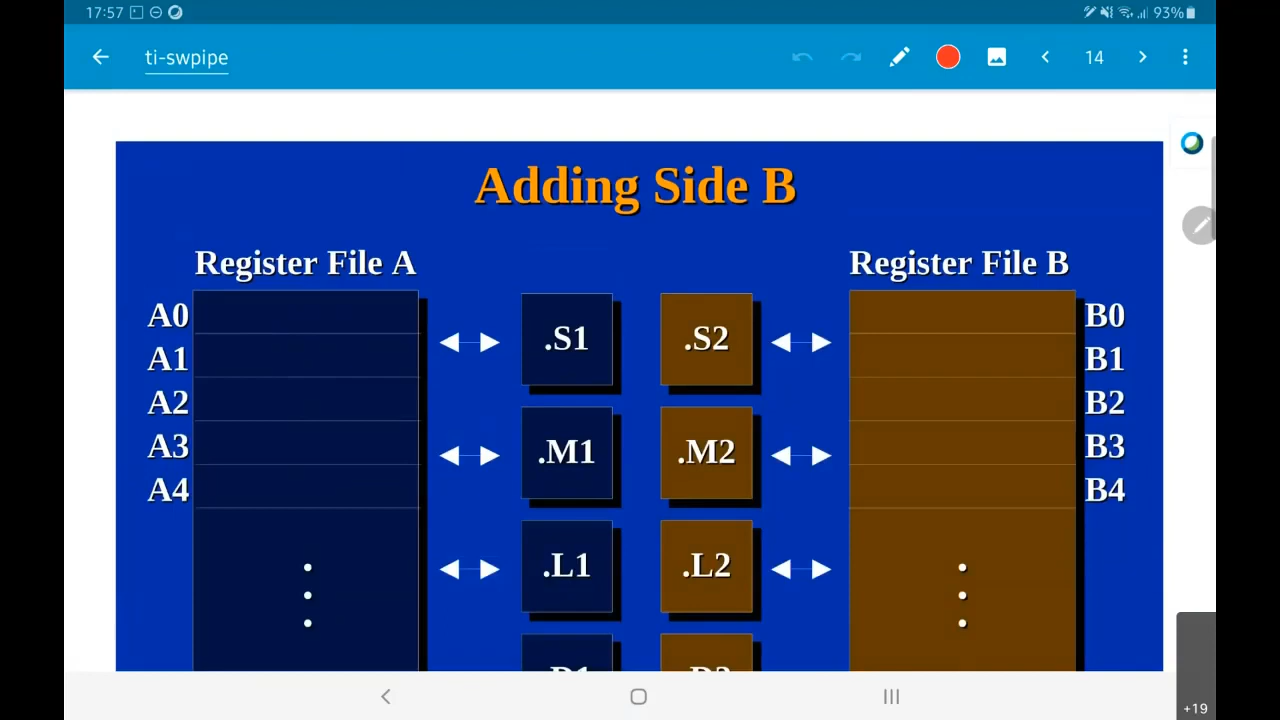 17:57 93%
ti-swpipe 14
Adding Side B
Register File A Register File B
A0 .S1 .S2 B0
A1 B1
A2 B2
A3 .M1 .M2 B3
A4 B4
.L1 .L2
+19